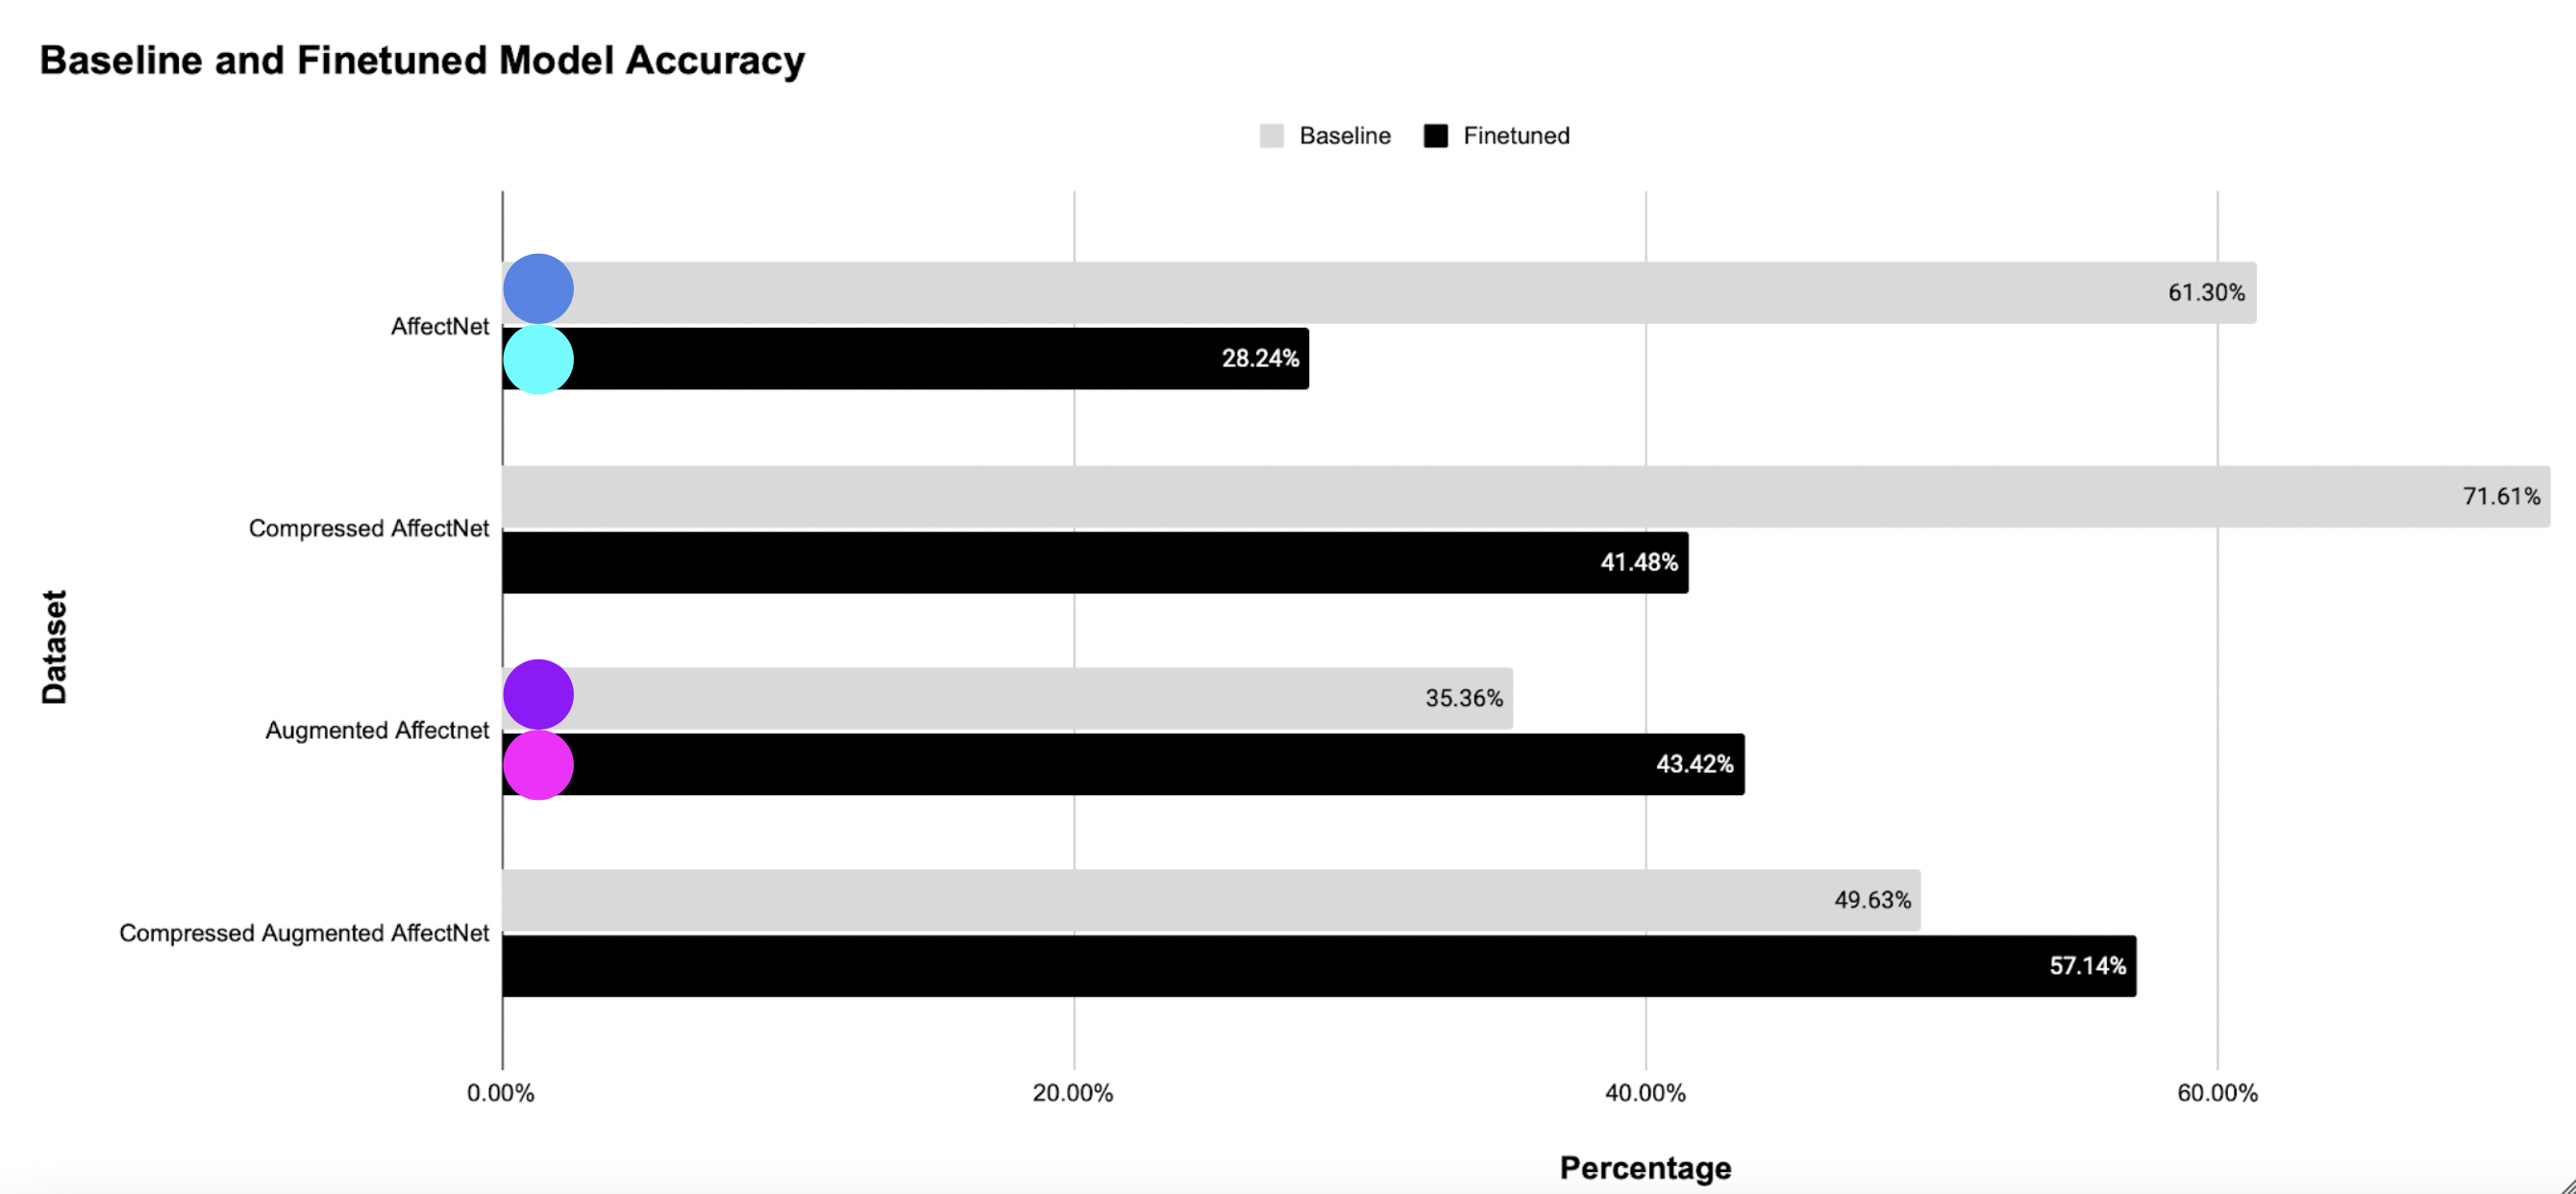 Baseline and Finetuned Model Accuracy
Baseline
Finetuned
AffectNet
61.30%
28.24%
Compressed AffectNet
71.61%
41.48%
Dataset
Augmented Affectnet
35.36%
43.42%
Compressed Augmented AffectNet
49.63%
57.14%
0.00%
20.00%
40.00%
60.00%
Percentage